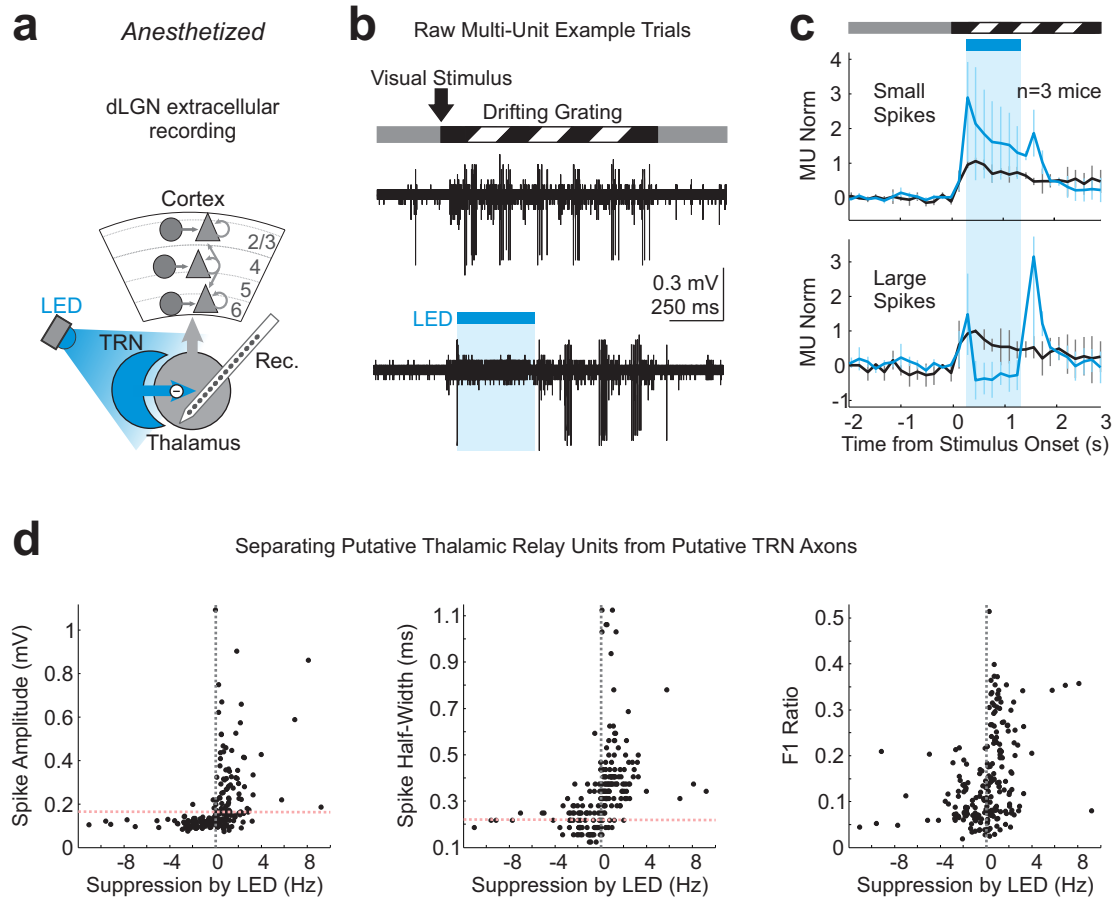 a
Anesthetized
dLGN extracellular
recording
Cortex
2/3
4
5
6
LED
TRN
Rec.
−
Thalamus
b
Raw Multi-Unit Example Trials
Visual Stimulus
Drifting Grating
0.3 mV
250 ms
LED
c
4
3
2
1
0
MU Norm
Small
Spikes
n=3 mice
3
2
1
0
-1
MU Norm
Large
Spikes
-2
-1
0
1
2
3
Time from Stimulus Onset (s)
d
Separating Putative Thalamic Relay Units from Putative TRN Axons
Spike Amplitude (mV)
1
0.8
0.6
0.4
0.2
0
-8
-4
0
4
8
Suppression by LED (Hz)
Spike Half-Width (ms)
1.1
0.9
0.7
0.5
0.3
0.1
-8
-4
0
4
8
Suppression by LED (Hz)
F1 Ratio
0.5
0.4
0.3
0.2
0.1
0
-8
-4
0
4
8
Suppression by LED (Hz)